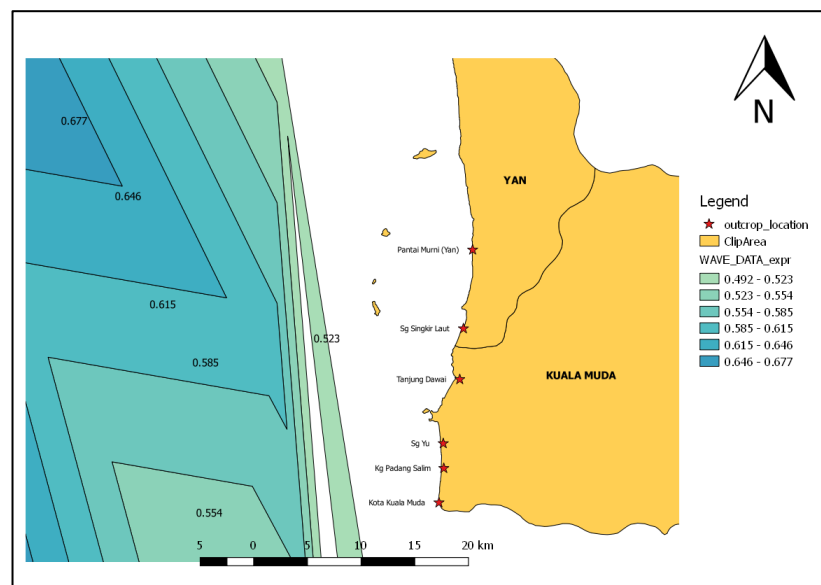 0.677
0.646
0.615
0.585
0.523
0.554
YAN
KUALA MUDA
Pantai Murni (Yan)
Sg Singkir Laut
Tanjung Dawai
Sg Yu
Kg Padang Salim
Kota Kuala Muda
5 0 5 10 15 20 km
N
Legend
outcrop_location
ClipArea
WAVE_DATA_expr
0.492 - 0.523
0.523 - 0.554
0.554 - 0.585
0.585 - 0.615
0.615 - 0.646
0.646 - 0.677